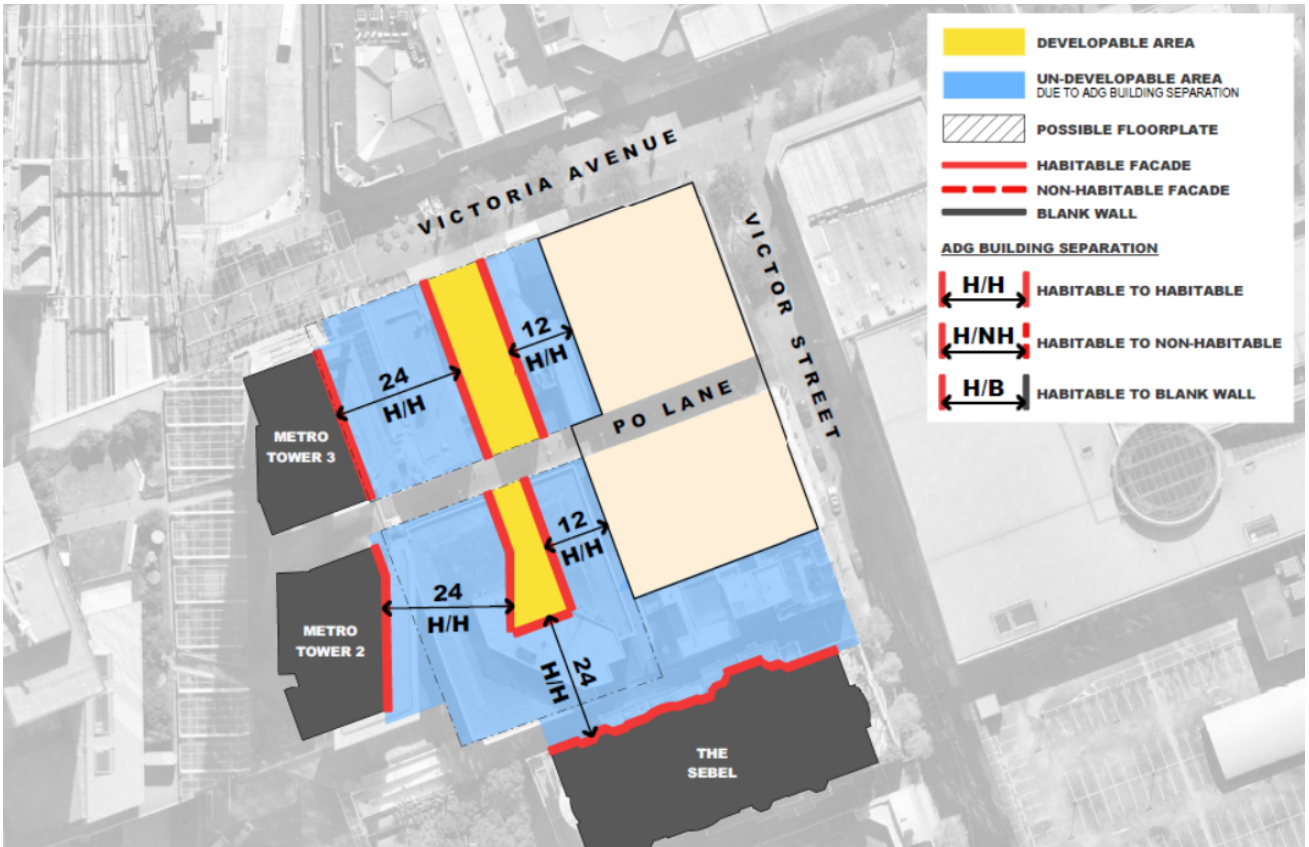 DEVELOPABLE AREA
UN-DEVELOPABLE AREA
DUE TO ADG BUILDING SEPARATION
POSSIBLE FLOORPLATE
HABITABLE FACADE
NON-HABITABLE FACADE
BLANK WALL
ADG BUILDING SEPARATION
H/H
HABITABLE TO HABITABLE
H/NH
HABITABLE TO NON-HABITABLE
H/B
HABITABLE TO BLANK WALL
VICTORIA AVENUE
VICTOR STREET
12
H/H
24
H/H
PO LANE
METRO
TOWER 3
12
H/H
24
H/H
METRO
TOWER 2
24
H/H
THE
SEBEL